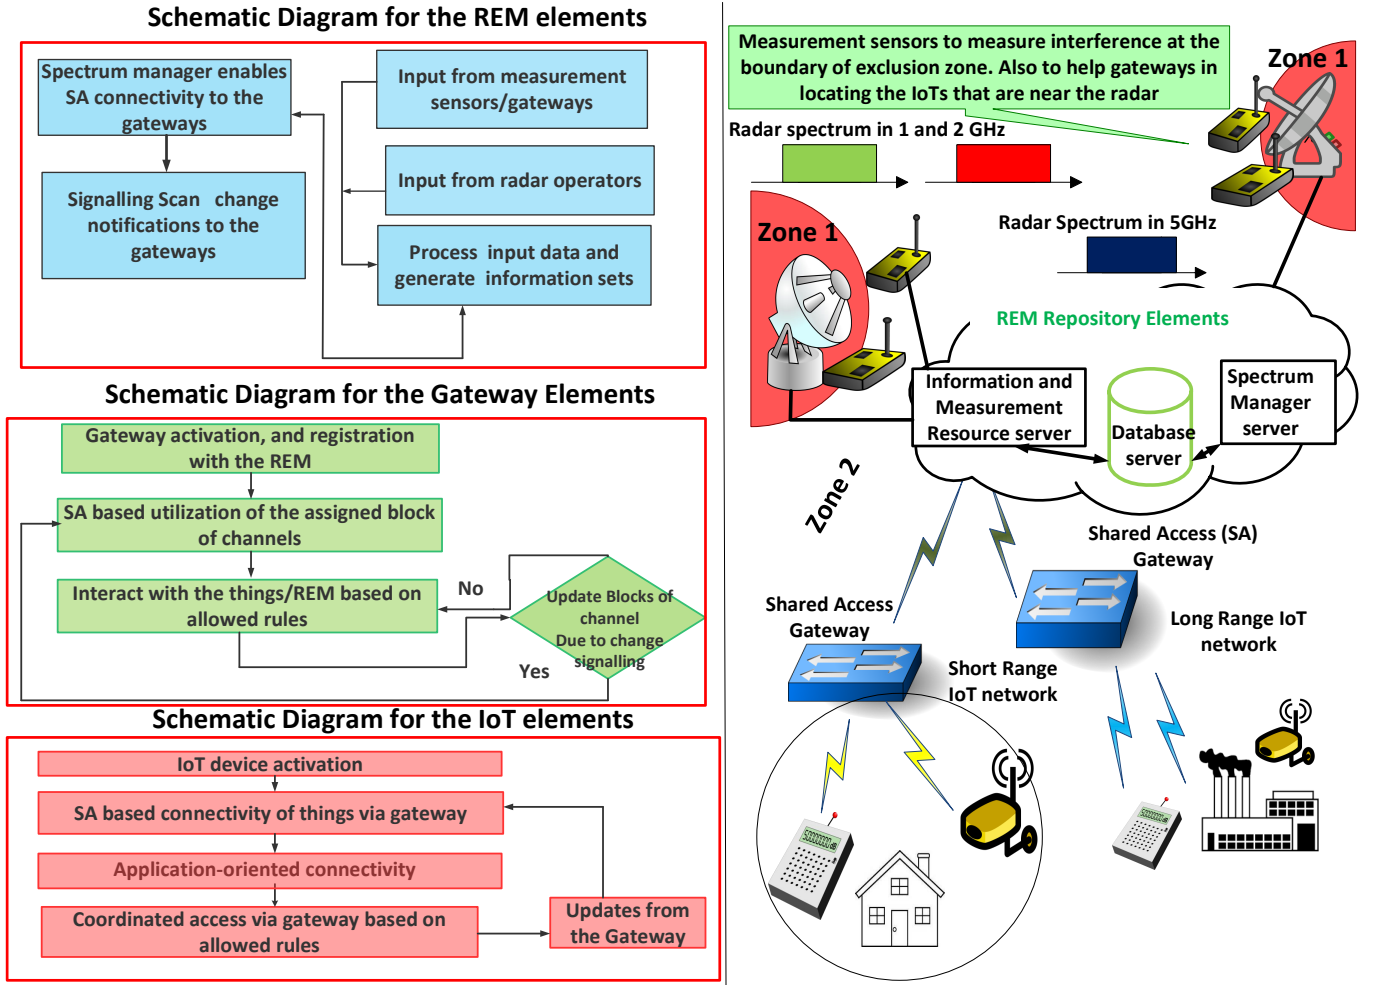 Schematic Diagram for the REM elements
Spectrum manager enables
SA connectivity to the
gateways
Signalling Scan change
notifications to the
gateways
Input from measurement
sensors/gateways
Input from radar operators
Process input data and
generate information sets
Schematic Diagram for the Gateway Elements
Gateway activation, and registration
with the REM
SA based utilization of the assigned block
of channels
Interact with the things/REM based on
allowed rules
No
Update Blocks of
channel
Due to change
signalling
Yes
Schematic Diagram for the IoT elements
IoT device activation
SA based connectivity of things via gateway
Application-oriented connectivity
Coordinated access via gateway based on
allowed rules
Updates from
the Gateway
Measurement sensors to measure interference at the
boundary of exclusion zone. Also to help gateways in
locating the IoTs that are near the radar
Zone 1
Radar spectrum in 1 and 2 GHz
Zone 1
Radar Spectrum in 5GHz
REM Repository Elements
Information and
Measurement
Resource server
Database
server
Spectrum
Manager
server
Zone 2
Shared Access (SA)
Gateway
Shared Access
Gateway
Long Range IoT
network
Short Range
IoT network